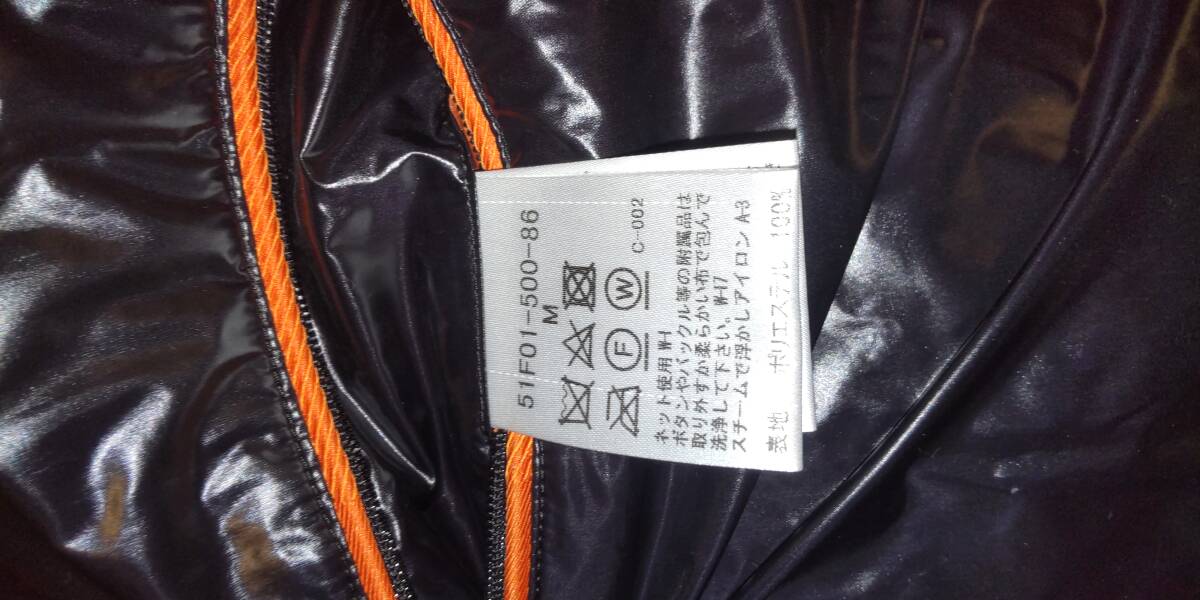 51F01-500-86
M
F W
C-002
ネット使用 W-1
ボタンやバックル等の附属品は
取り外すか柔らかい布で包んで
洗浄して下さい。W-17
スチームで浮かしアイロン A-3
表地 ポリエステル 100%